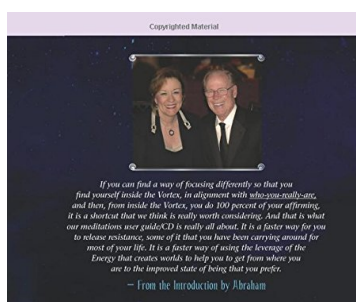 Copyrighted Material
If you can find a way of focusing differently so that you
find yourself inside the Vortex, in alignment with who-you-really-are,
and then, from inside the Vortex, you do 100 percent of your affirming,
it is a shortcut that we think is really worth considering. And that is what
our meditations user guide/CD is really all about. It is a faster way for you
to release resistance, some of it that you have been carrying around for
most of your life. It is a faster way of using the leverage of the
Energy that creates worlds to help you to get from where you
are to the improved state of being that you prefer.
– From the Introduction by Abraham